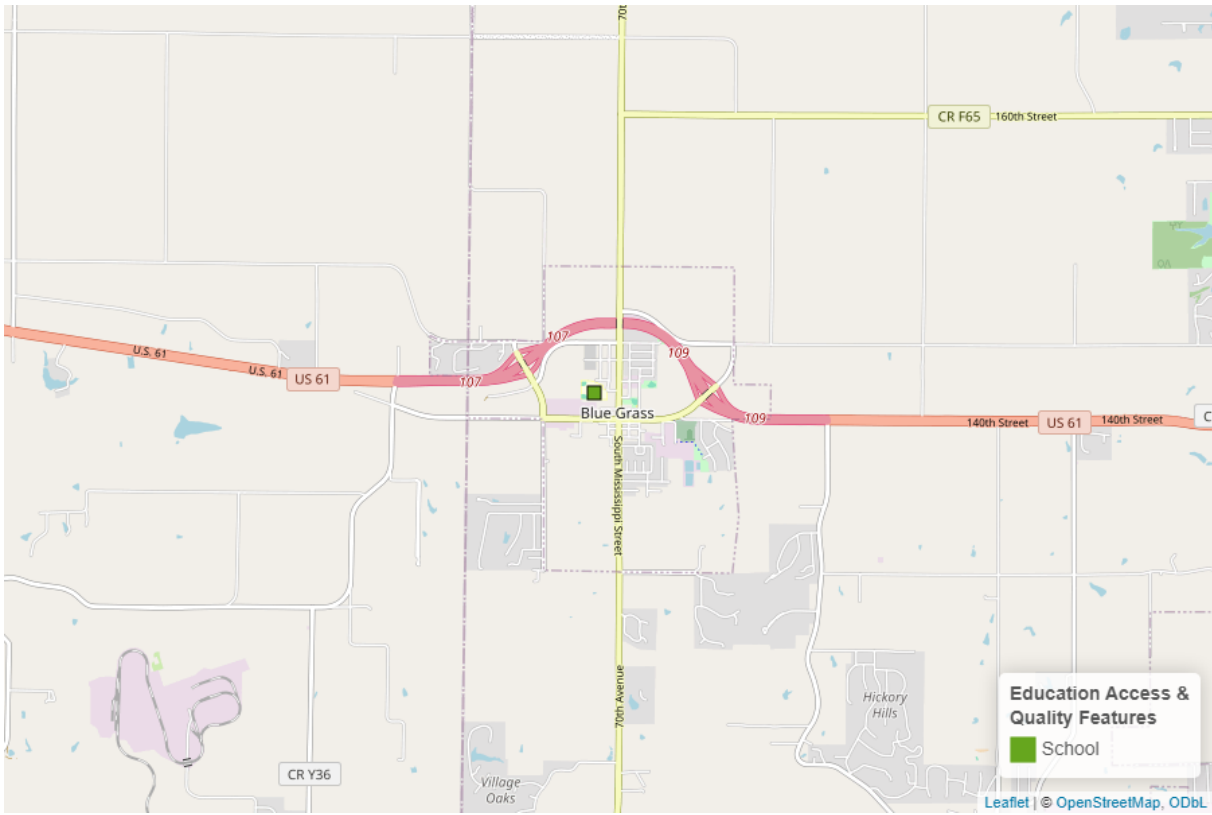 70t
CR F65
160th Street
107
109
U.S. 61
U.S. 61
US 61
107
Blue Grass
109
140th Street
US 61
140th Street
C
South Mississippi Street
70th Avenue
Hickory
Hills
Education Access &
Quality Features
School
CR Y36
Village
Oaks
Leaflet | © OpenStreetMap, ODbL